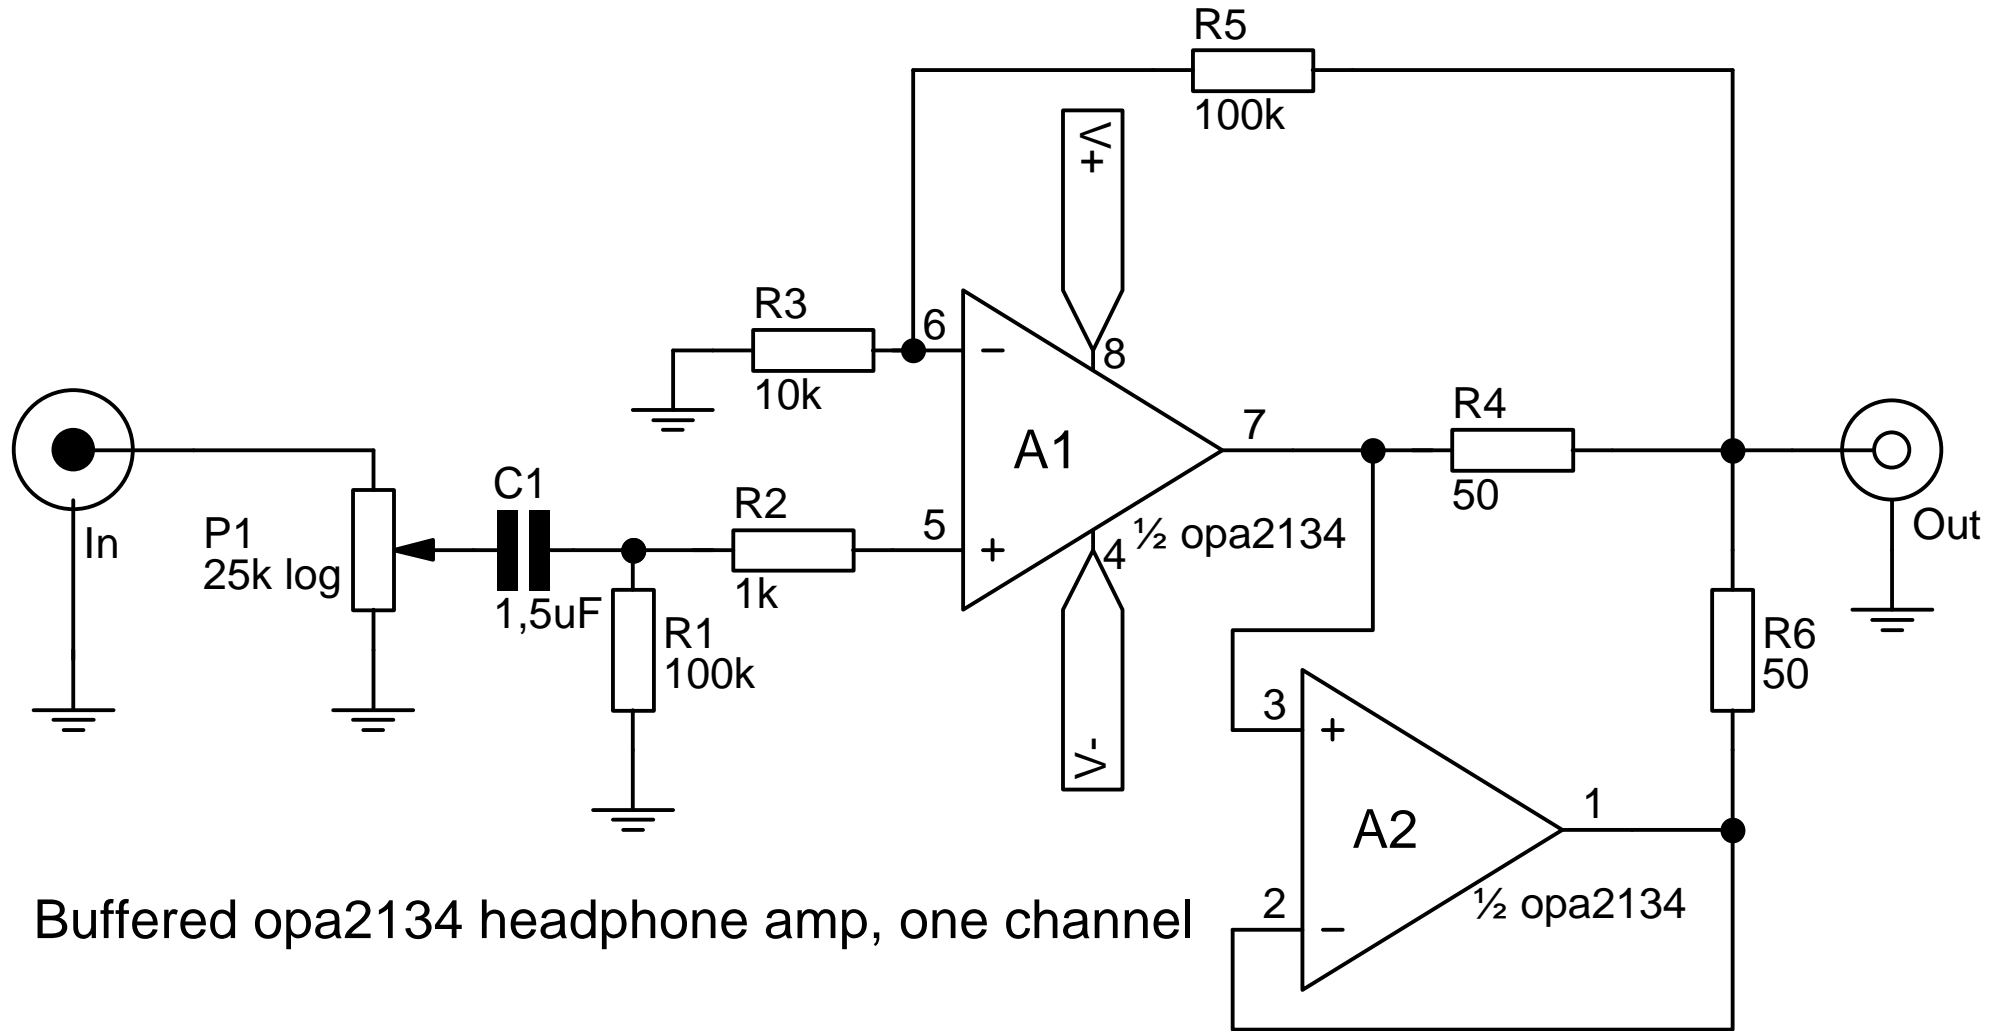 R5
100k
V+
R3
10k
6
8
A1
7
R4
50
In
P1
25k log
C1
1,5uF
R2
1k
5
4
½ opa2134
Out
R1
100k
V-
R6
50
3
+
A2
1
2
½ opa2134
Buffered opa2134 headphone amp, one channel